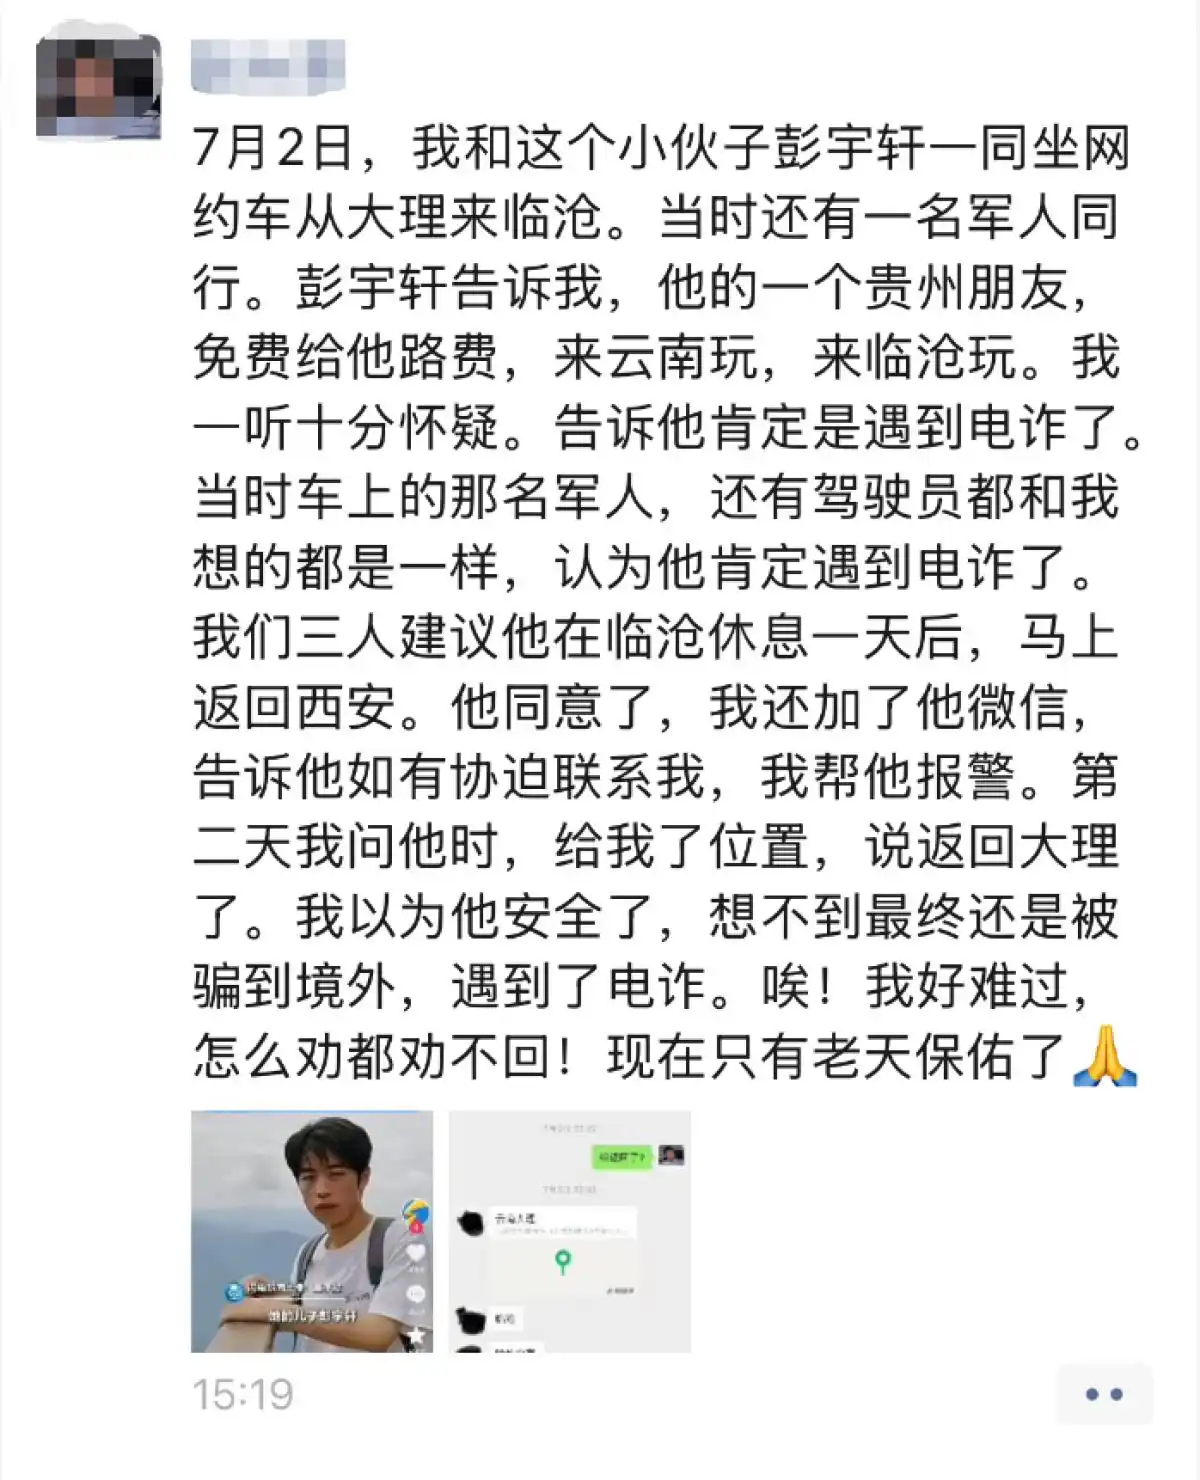 7月2日，我和这个小伙子彭宇轩一同坐网
约车从大理来临沧。当时还有一名军人同
行。彭宇轩告诉我，他的一个贵州朋友，
免费给他路费，来云南玩，来临沧玩。我
一听十分怀疑。告诉他肯定是遇到电诈了。
当时车上的那名军人，还有驾驶员都和我
想的都是一样，认为他肯定遇到电诈了。
我们三人建议他在临沧休息一天后，马上
返回西安。他同意了，我还加了他微信，
告诉他如有协迫联系我，我帮他报警。第
二天我问他时，给我了位置，说返回大理
了。我以为他安全了，想不到最终还是被
骗到境外，遇到了电诈。唉！我好难过，
怎么劝都劝不回！现在只有老天保佑了🙏
她的儿子彭宇轩
15:19